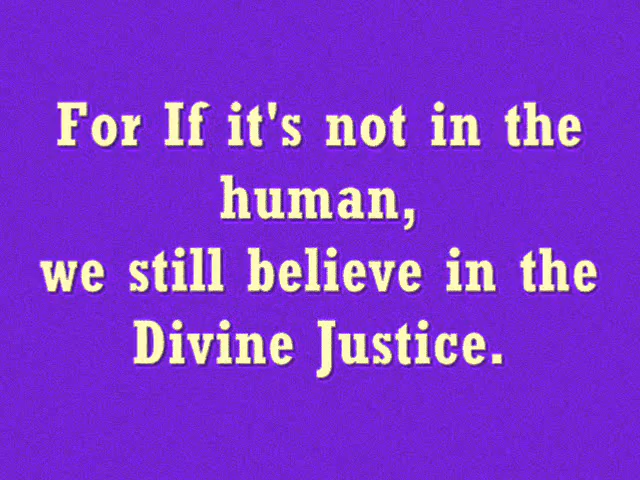 For If it's not in the
human,
we still believe in the
Divine Justice.